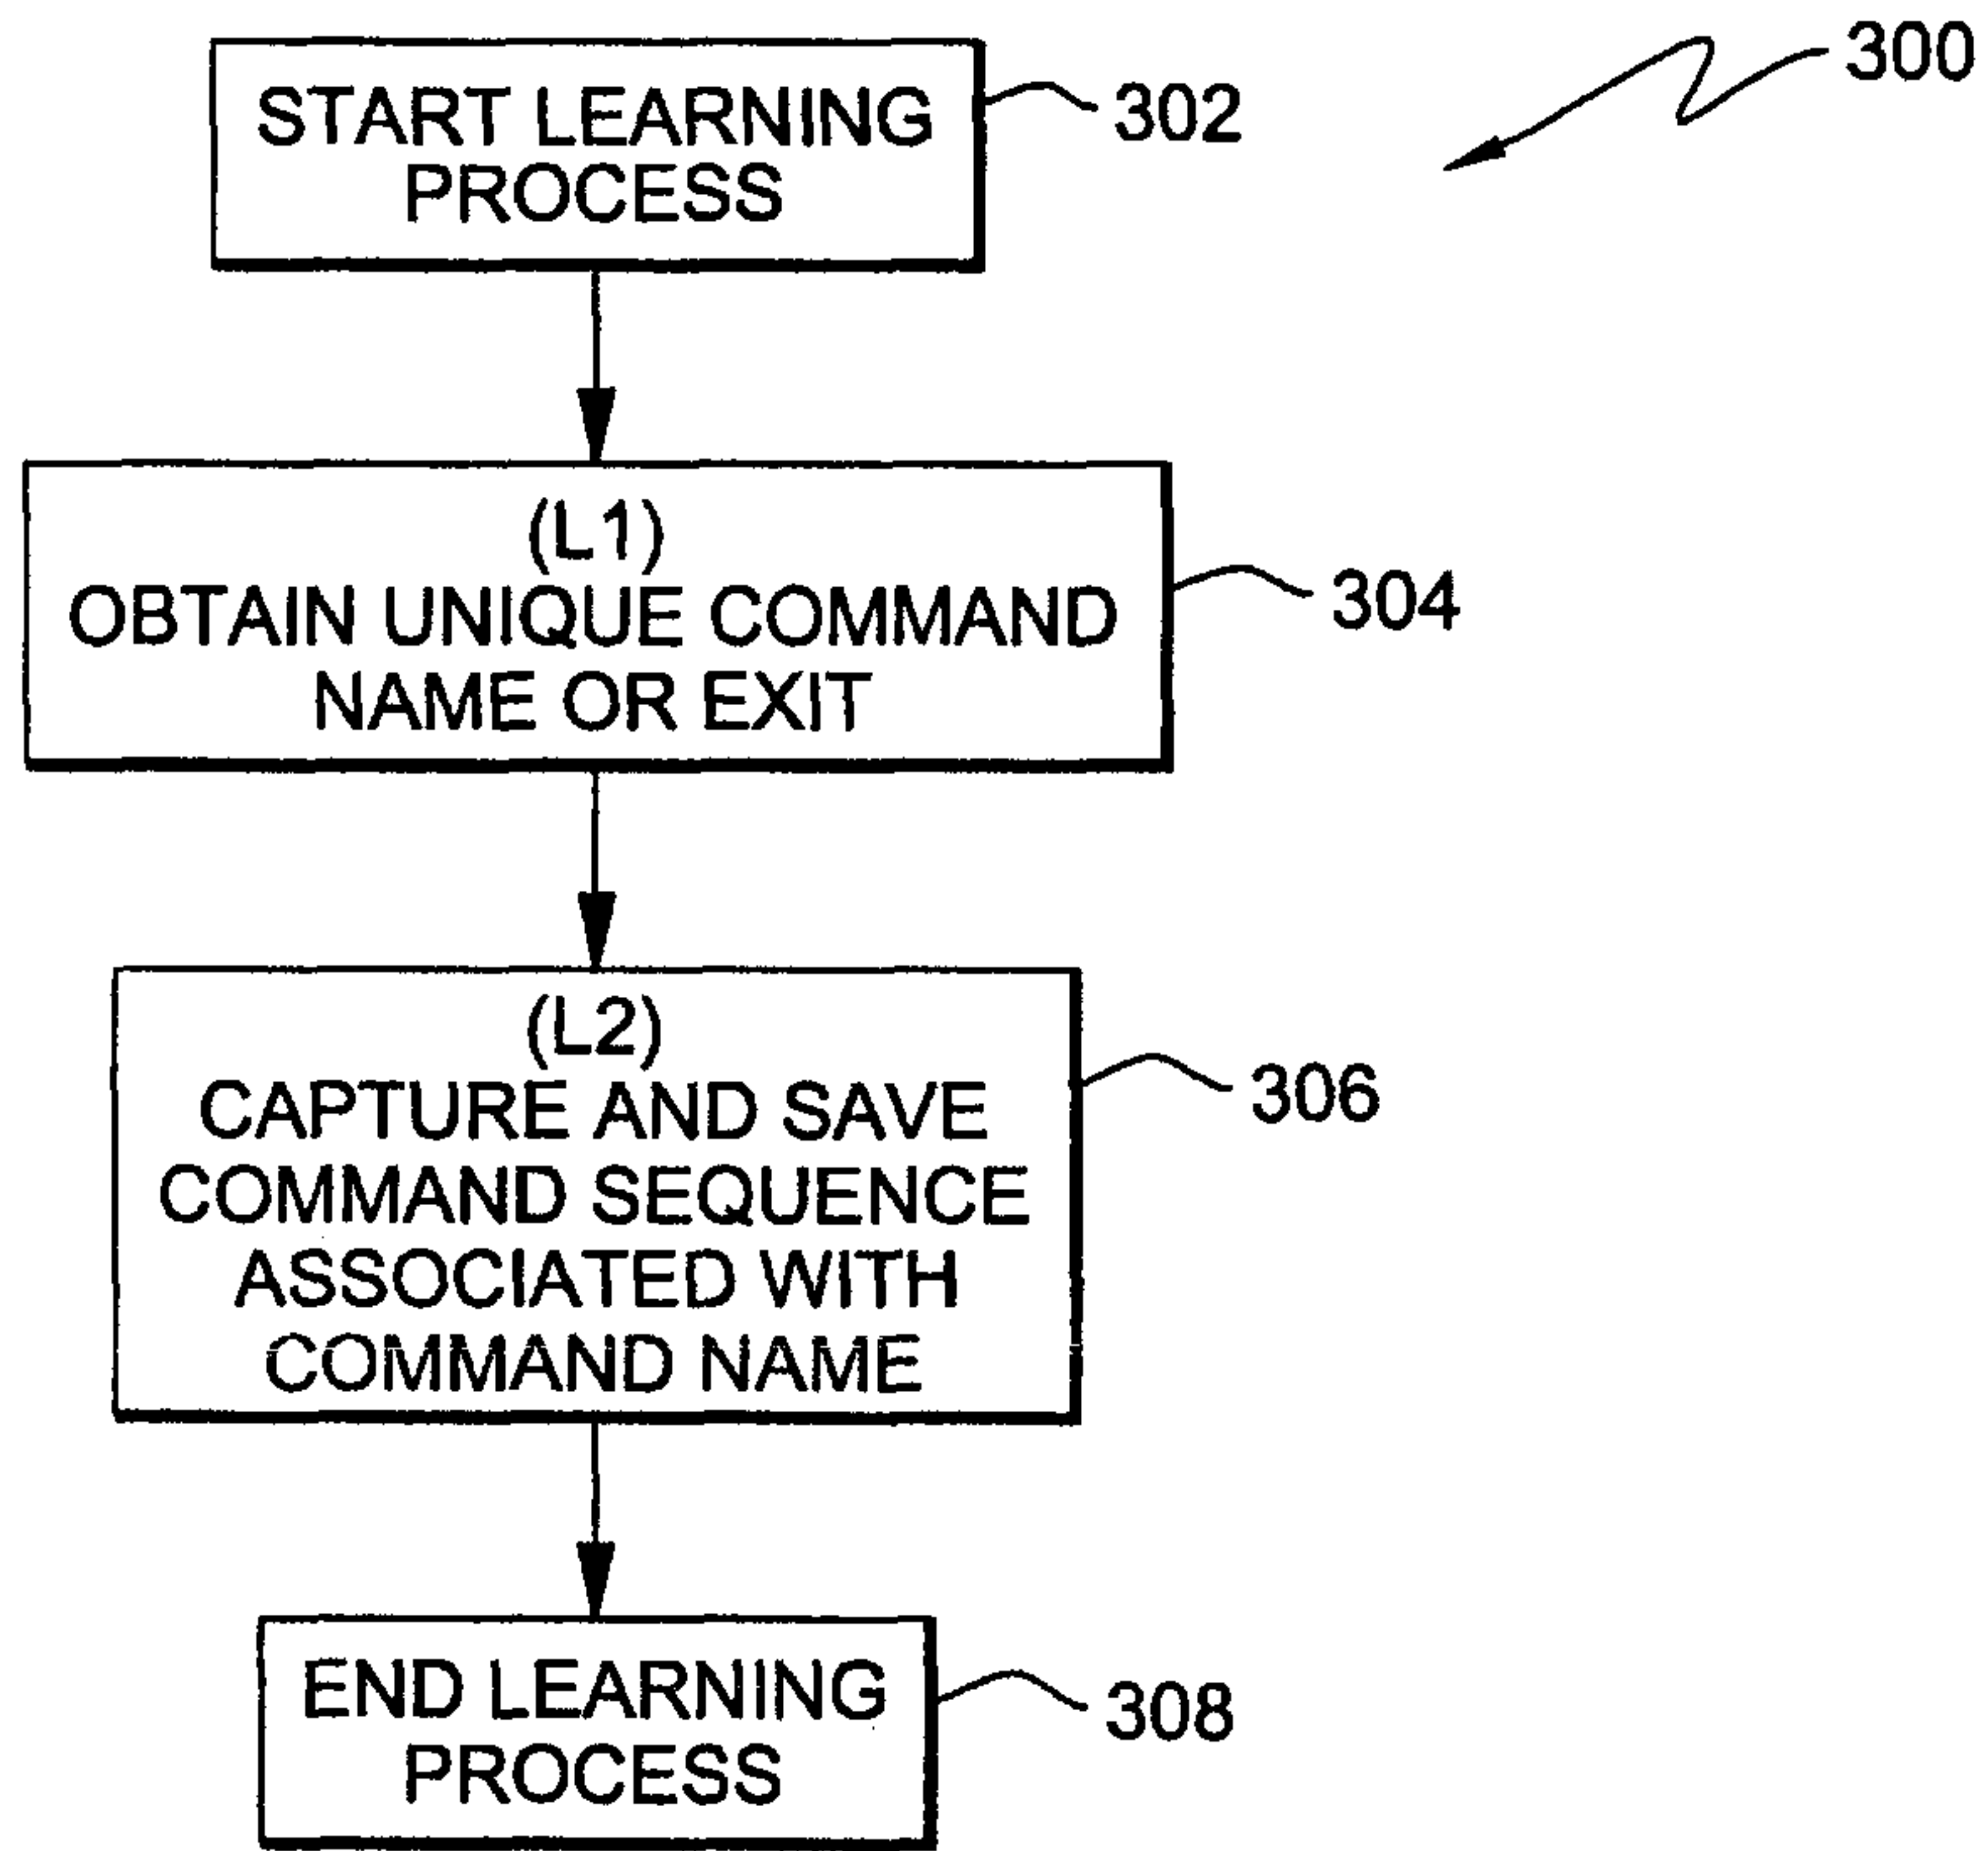 300
START LEARNING
PROCESS
302
(L1)
OBTAIN UNIQUE COMMAND
NAME OR EXIT
304
(L2)
CAPTURE AND SAVE
COMMAND SEQUENCE
ASSOCIATED WITH
COMMAND NAME
306
END LEARNING
PROCESS
308